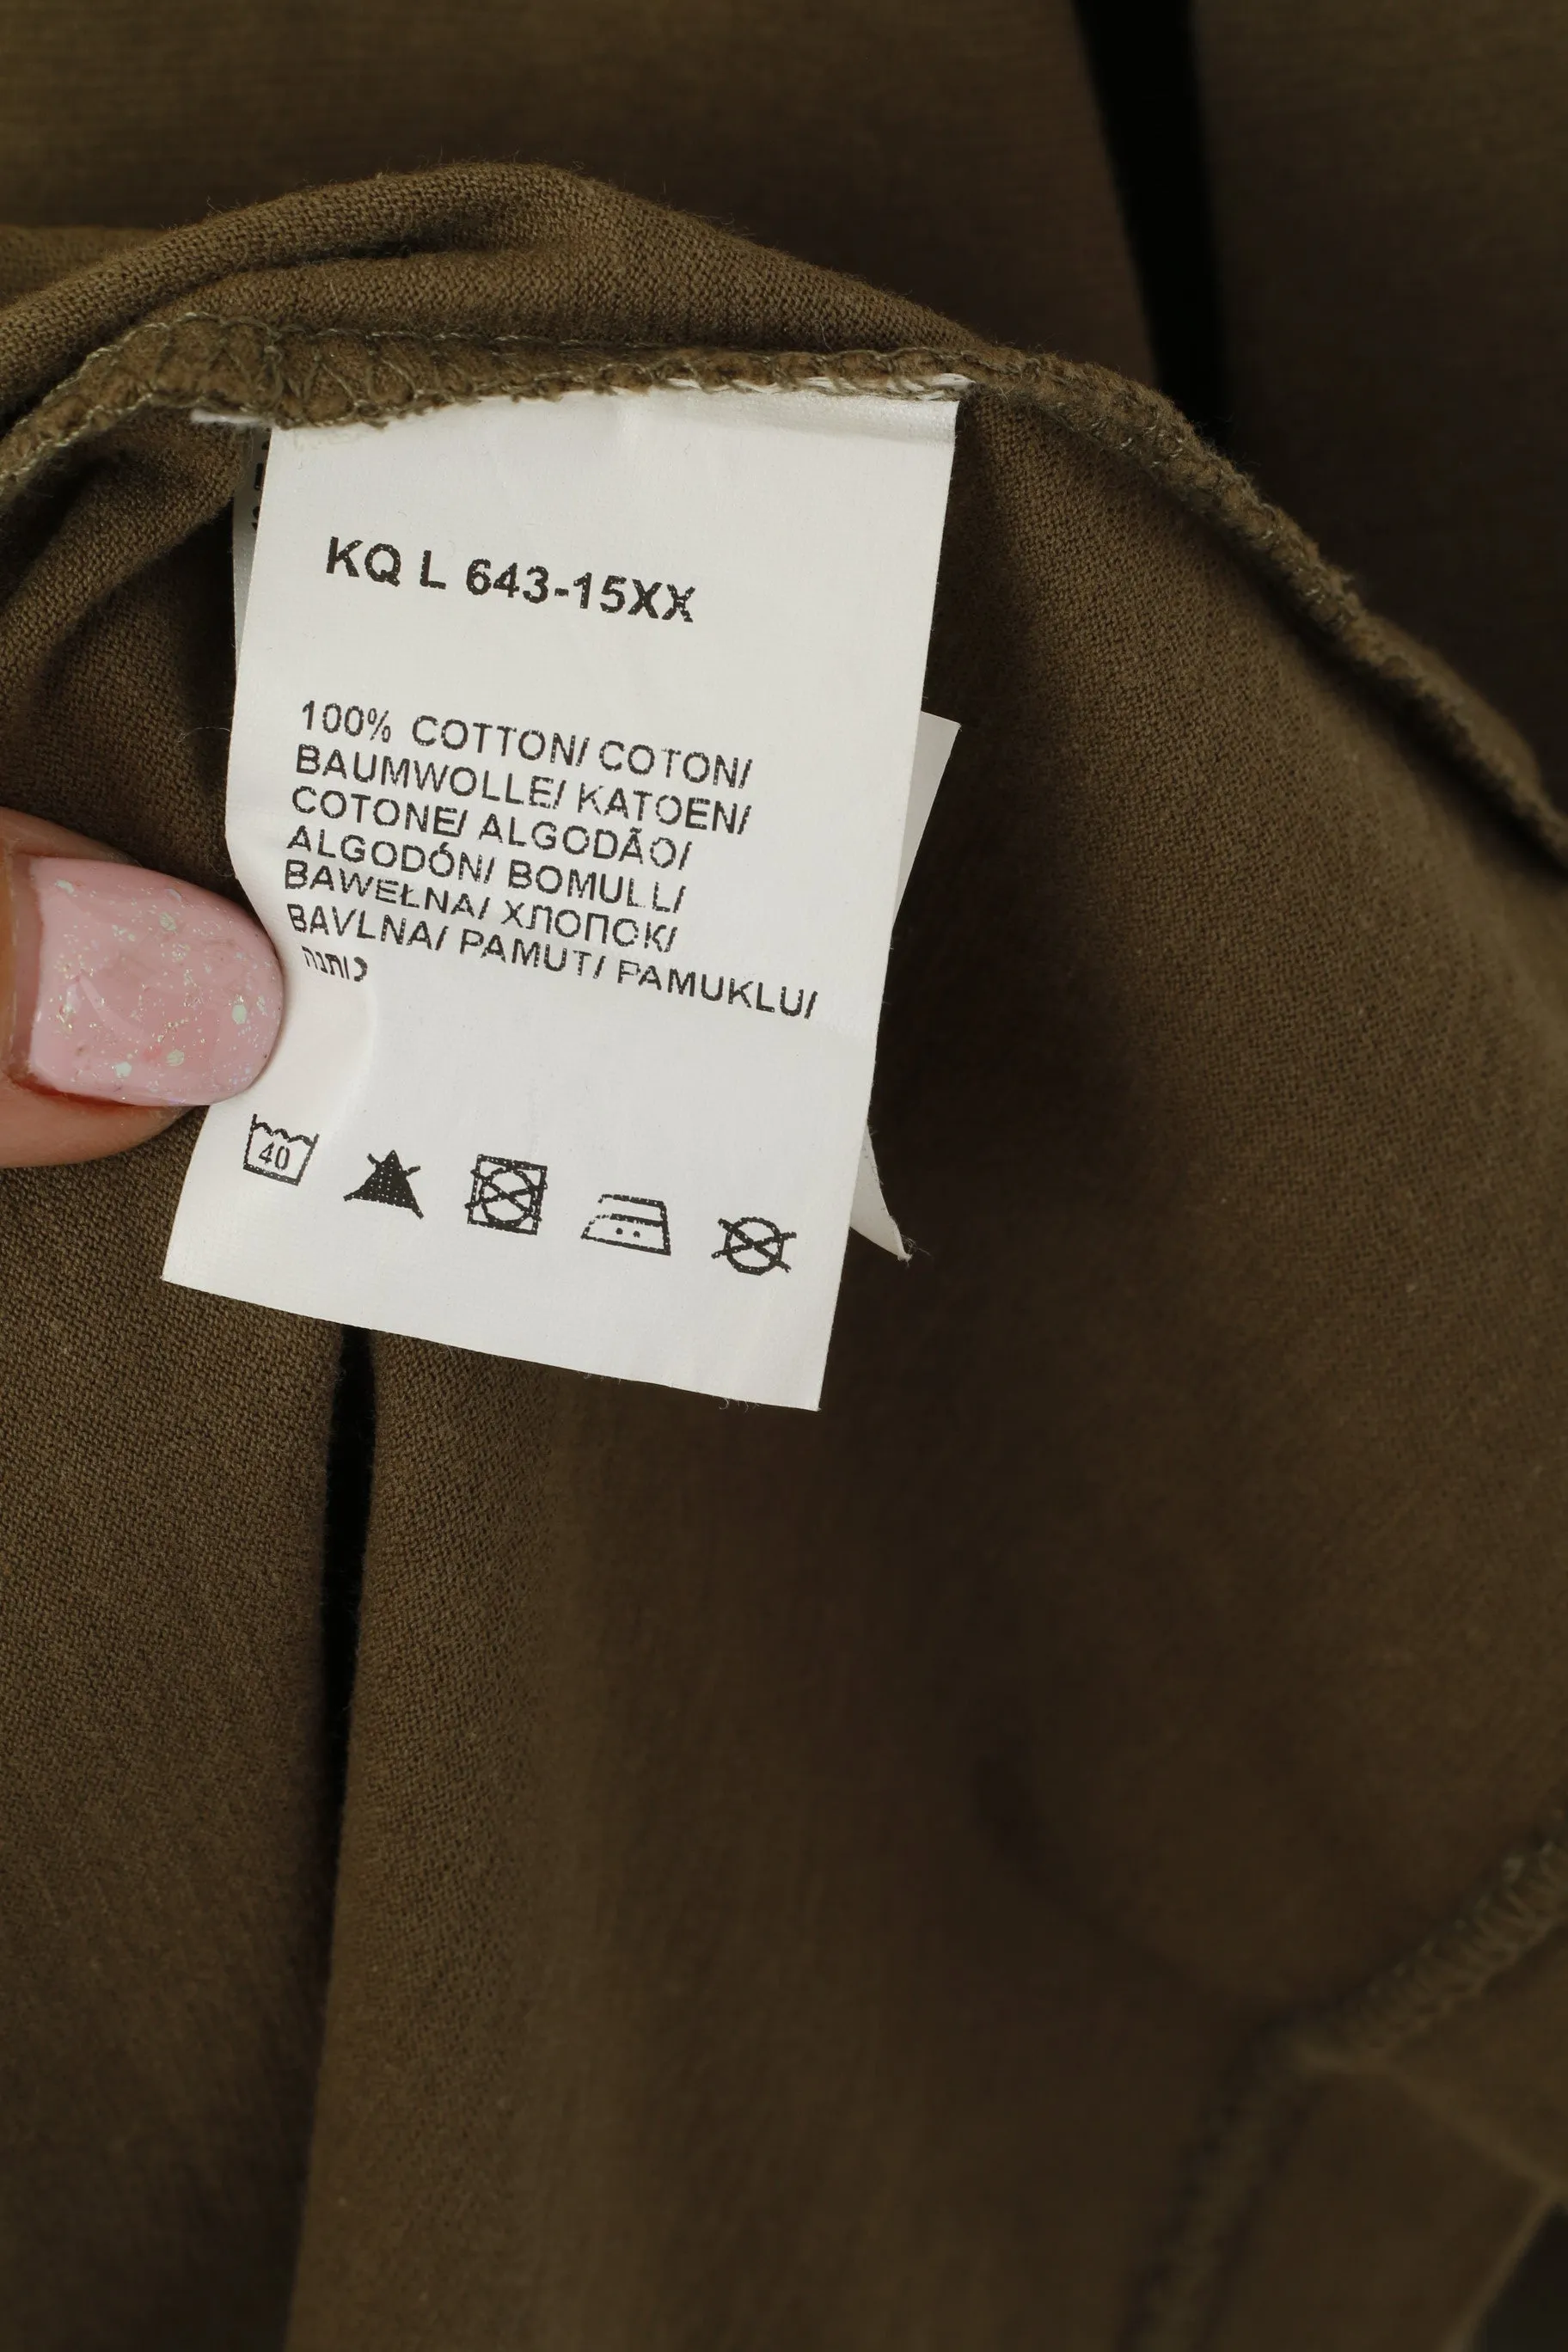 KQ L 643-15XX
100% COTTON/ COTON/
BAUMWOLLE/ KATOEN/
COTONE/ ALGODÃO/
ALGODÓN/ BOMULL/
BAWEŁNA/ ХЛОПОК/
BAVLNA/ PAMUT/ PAMUKLU/
כותנה
40